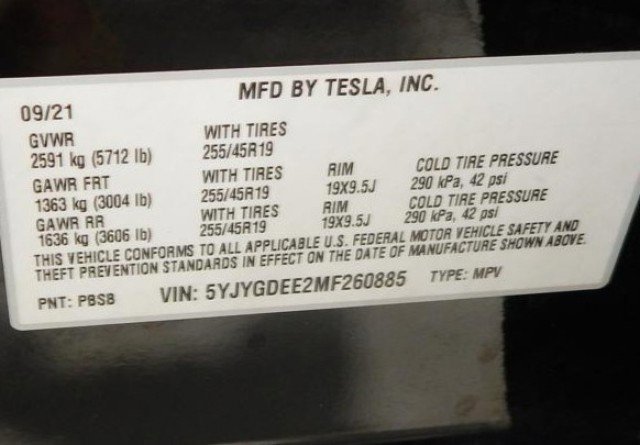 MFD BY TESLA, INC.
09/21
GVWR WITH TIRES
2591 kg (5712 lb) 255/45R19
GAWR FRT WITH TIRES RIM COLD TIRE PRESSURE
1363 kg (3004 lb) 255/45R19 19X9.5J 290 kPa, 42 psi
GAWR RR WITH TIRES RIM COLD TIRE PRESSURE
1636 kg (3606 lb) 255/45R19 19X9.5J 290 kPa, 42 psi
THIS VEHICLE CONFORMS TO ALL APPLICABLE U.S. FEDERAL MOTOR VEHICLE SAFETY AND
THEFT PREVENTION STANDARDS IN EFFECT ON THE DATE OF MANUFACTURE SHOWN ABOVE.
PNT: PBSB VIN: 5YJYGDEE2MF260885 TYPE: MPV